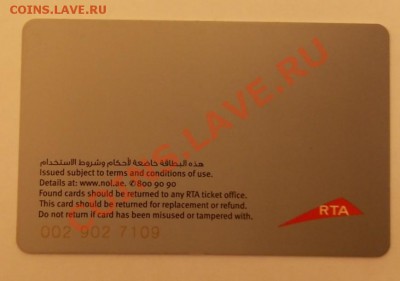 COINS.LAVE.RU
COINS.LAVE.RU
هذه البطاقة خاضعة لأحكام وشروط الاستخدام
Issued subject to terms and conditions of use.
Details at: www.nol.ae. ✆800 90 90
Found cards should be returned to any RTA ticket office.
This card should be returned for replacement or refund.
Do not return if card has been misused or tampered with.
RTA
002 902 7109
COINS.LAVE.RU